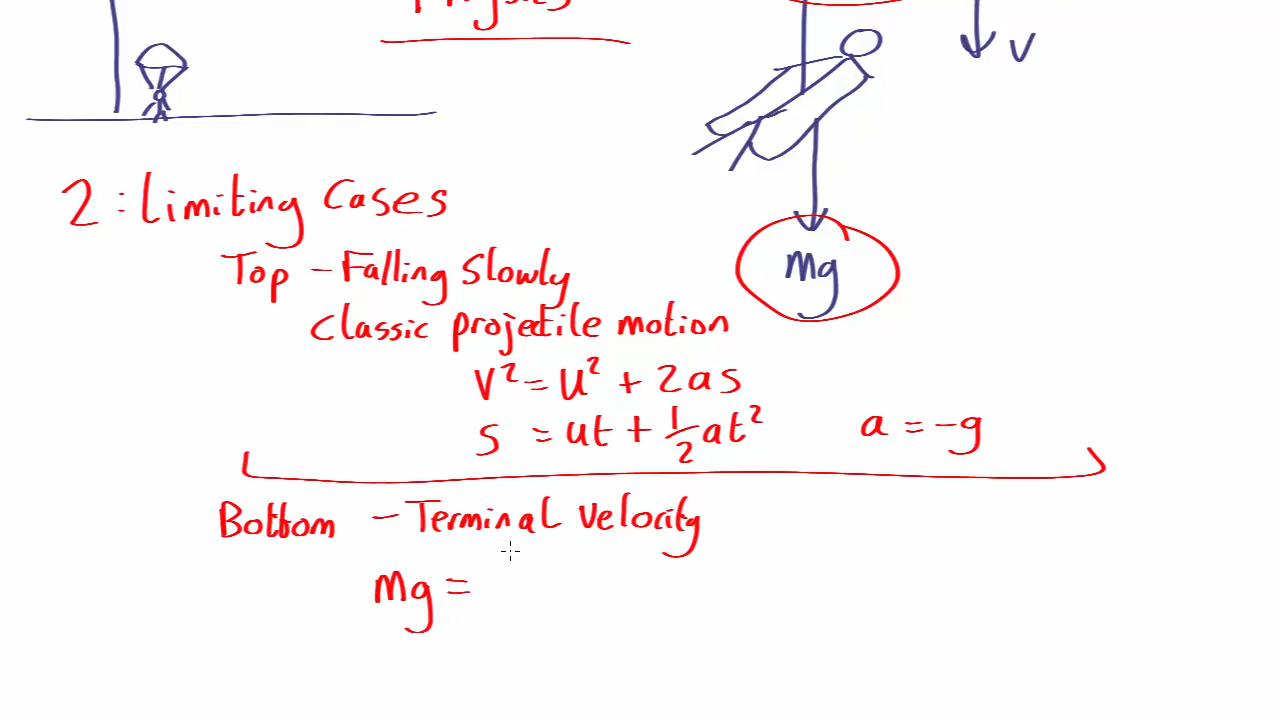 Physics
V
Mg
2: Limiting Cases
Top - Falling Slowly
Classic projectile motion
V² = U² + 2as
S = ut + ½at² a = -g
Bottom - Terminal Velocity
Mg =